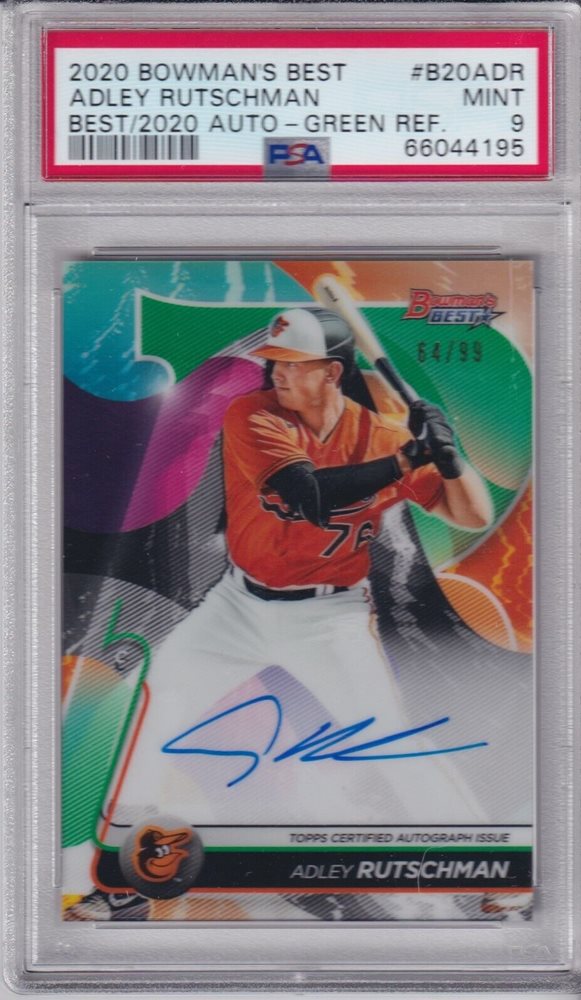 2020 BOWMAN'S BEST #B20ADR
ADLEY RUTSCHMAN MINT
BEST/2020 AUTO - GREEN REF. 9
PSA 66044195
Bowman's
BEST
64/99
76
TOPPS CERTIFIED AUTOGRAPH ISSUE
ADLEY RUTSCHMAN
PSA